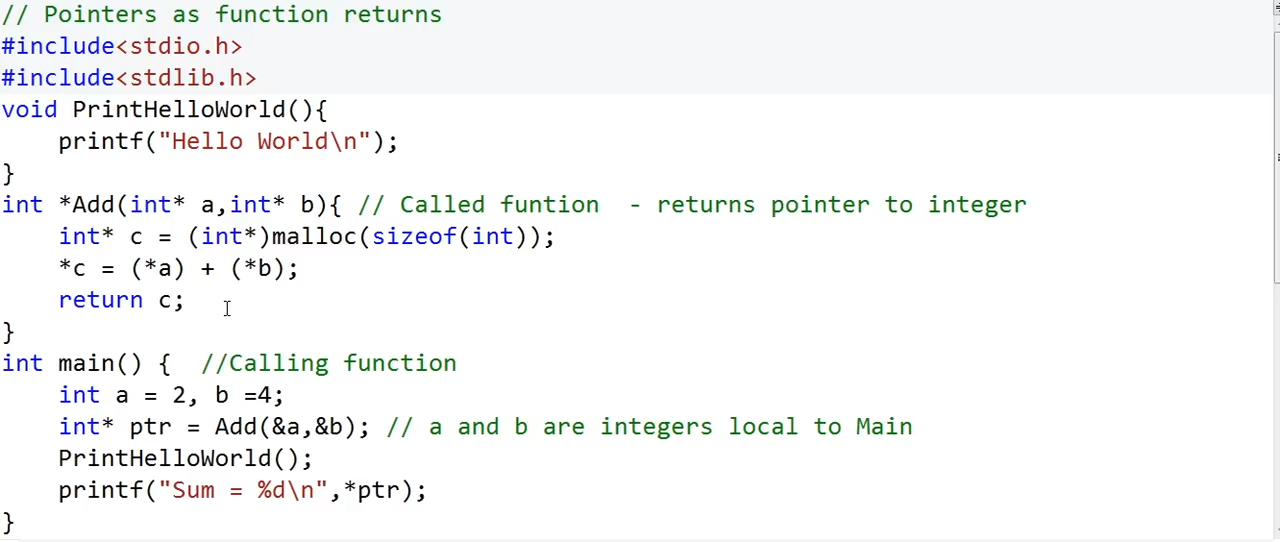 // Pointers as function returns
#include<stdio.h>
#include<stdlib.h>
void PrintHelloWorld(){
    printf("Hello World\n");
}
int *Add(int* a,int* b){ // Called funtion  - returns pointer to integer
    int* c = (int*)malloc(sizeof(int));
    *c = (*a) + (*b);
    return c;
}
int main() {  //Calling function
    int a = 2, b =4;
    int* ptr = Add(&a,&b); // a and b are integers local to Main
    PrintHelloWorld();
    printf("Sum = %d\n",*ptr);
}